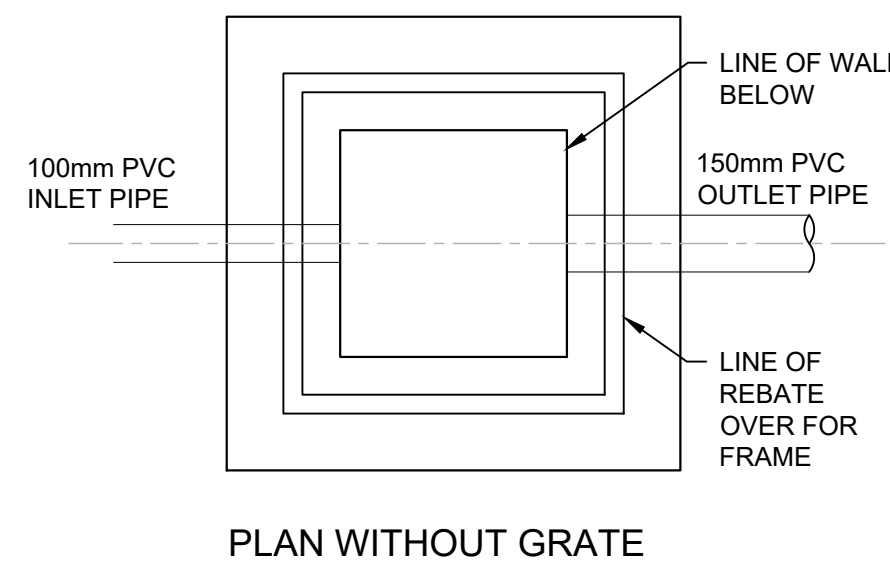 LINE OF WALL
BELOW
100mm PVC
INLET PIPE
150mm PVC
OUTLET PIPE
LINE OF
REBATE
OVER FOR
FRAME
PLAN WITHOUT GRATE